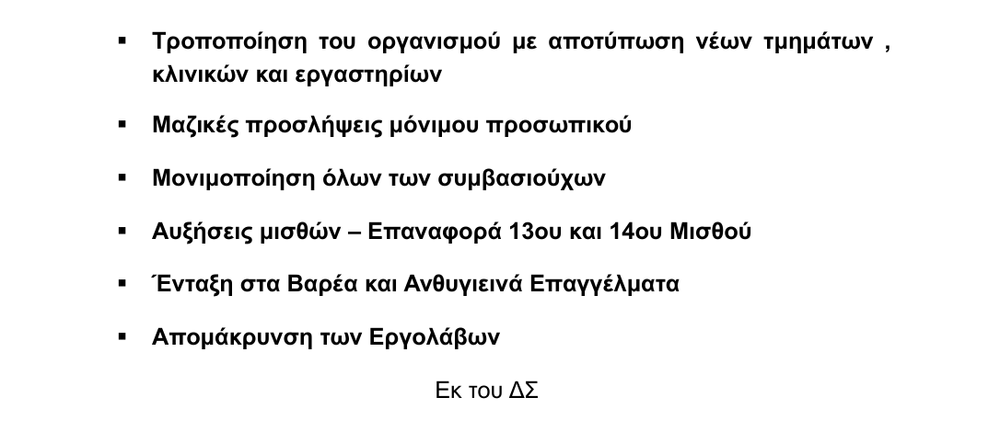 ▪ Τροποποίηση του οργανισμού με αποτύπωση νέων τμημάτων ,
κλινικών και εργαστηρίων
▪ Μαζικές προσλήψεις μόνιμου προσωπικού
▪ Μονιμοποίηση όλων των συμβασιούχων
▪ Αυξήσεις μισθών – Επαναφορά 13ου και 14ου Μισθού
▪ Ένταξη στα Βαρέα και Ανθυγιεινά Επαγγέλματα
▪ Απομάκρυνση των Εργολάβων
Εκ του ΔΣ